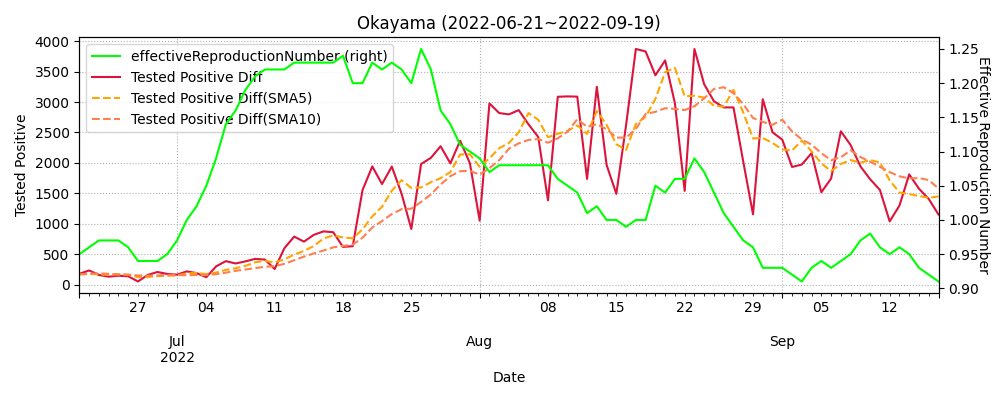 Okayama (2022-06-21~2022-09-19)
effectiveReproductionNumber (right)
Tested Positive Diff
Tested Positive Diff(SMA5)
Tested Positive Diff(SMA10)
Tested Positive
4000
3500
3000
2500
2000
1500
1000
500
0
1.25
1.20
1.15
1.10
1.05
1.00
0.95
0.90
Effective Reproduction Number
27 04 11 18 25 08 15 22 29 05 12
Jul Aug Sep
2022
Date